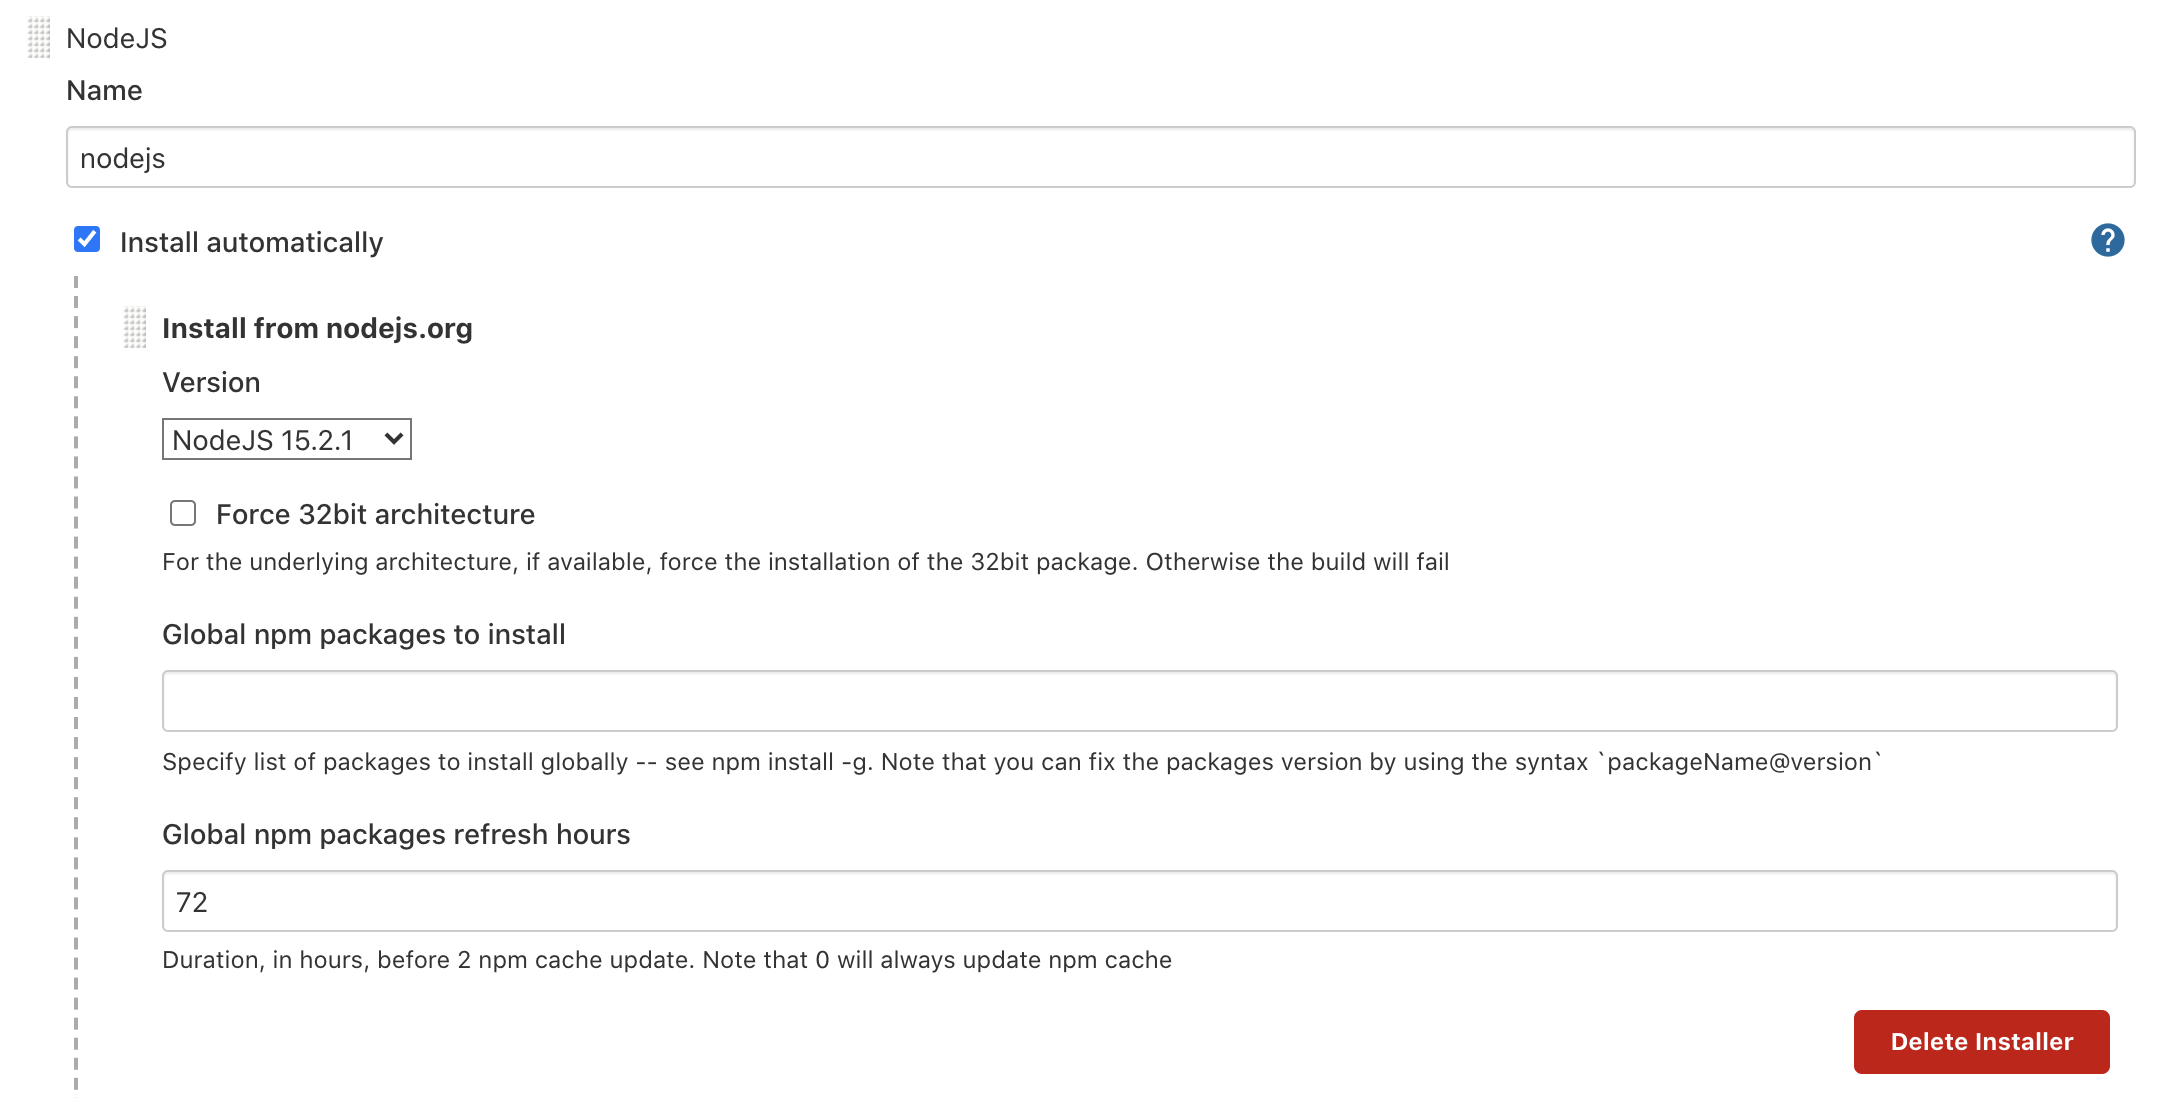 NodeJS
Name
nodejs
Install automatically
?
Install from nodejs.org
Version
NodeJS 15.2.1
Force 32bit architecture
For the underlying architecture, if available, force the installation of the 32bit package. Otherwise the build will fail
Global npm packages to install
Specify list of packages to install globally -- see npm install -g. Note that you can fix the packages version by using the syntax `packageName@version`
Global npm packages refresh hours
72
Duration, in hours, before 2 npm cache update. Note that 0 will always update npm cache
Delete Installer